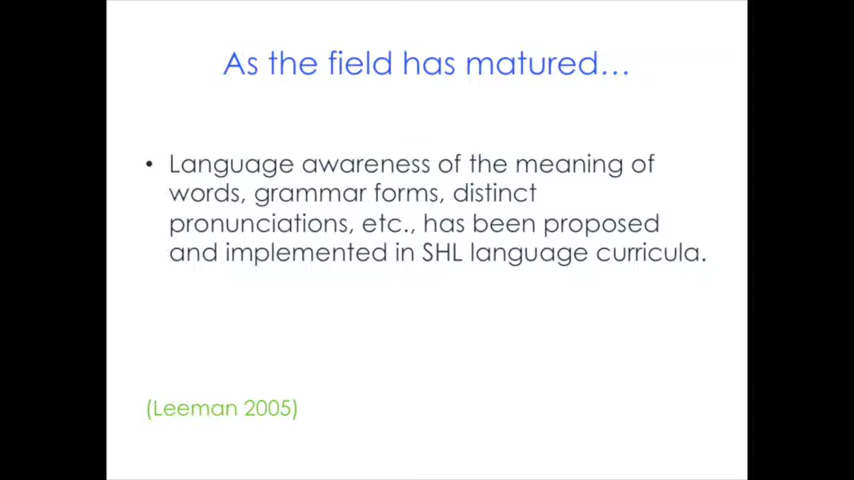 As the field has matured…
• Language awareness of the meaning of
words, grammar forms, distinct
pronunciations, etc., has been proposed
and implemented in SHL language curricula.
(Leeman 2005)